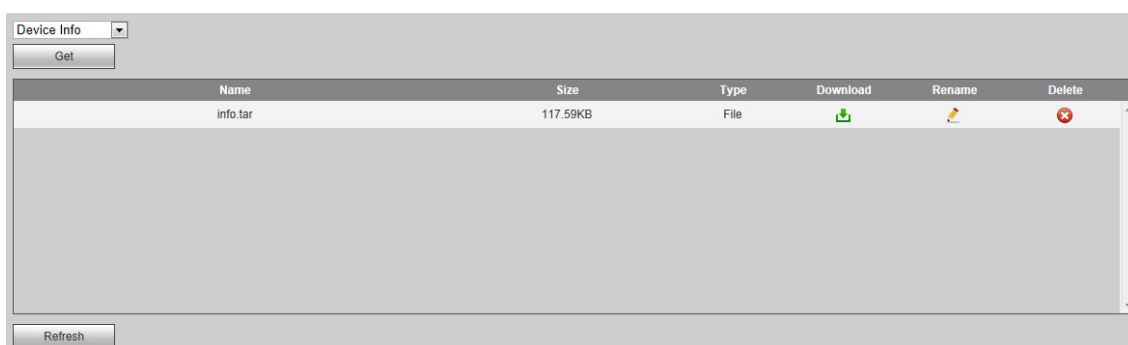 Device Info
Get
Name Size Type Download Rename Delete
info.tar 117.59KB File
Refresh